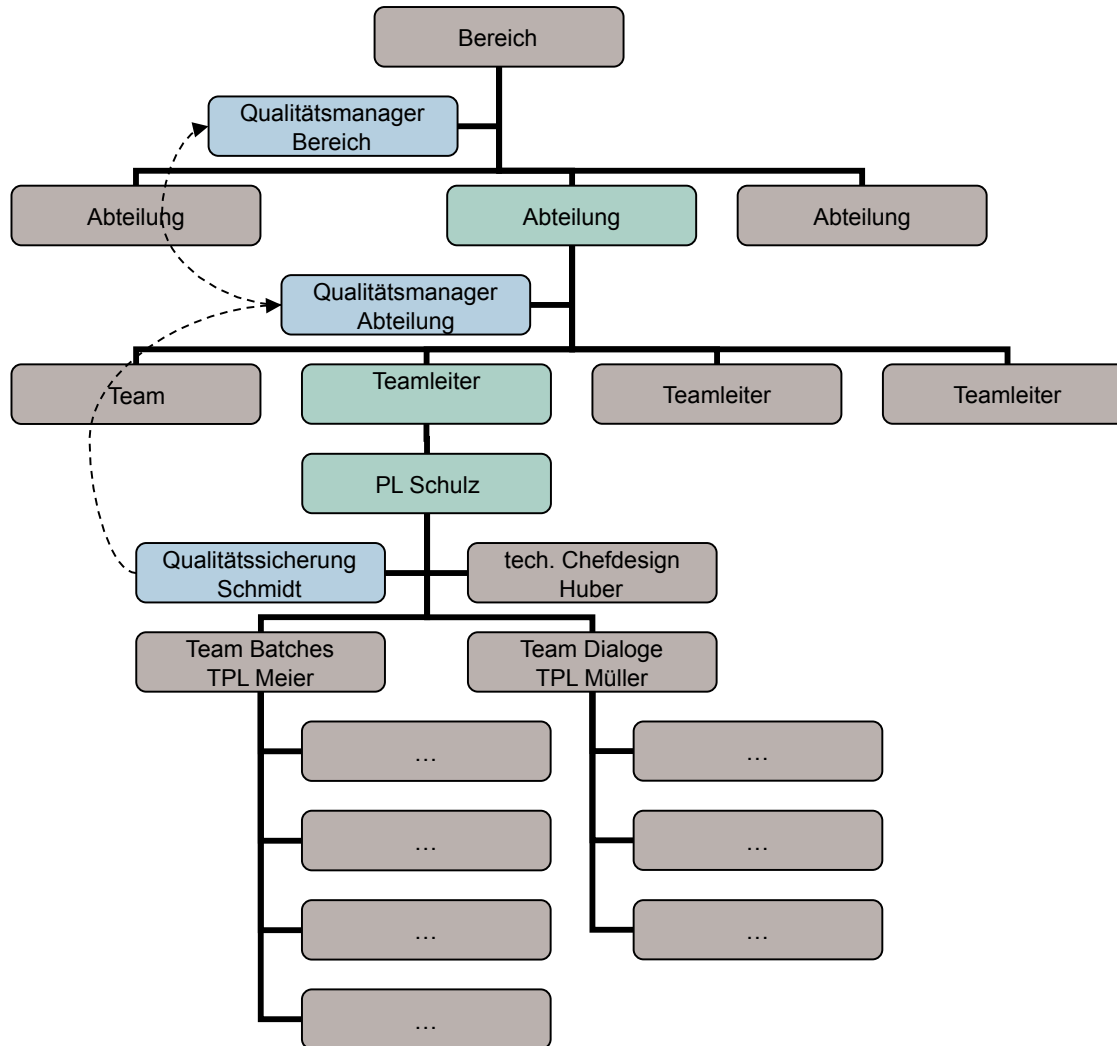 Bereich
Qualitätsmanager
Bereich
Abteilung
Abteilung
Abteilung
Qualitätsmanager
Abteilung
Team
Teamleiter
Teamleiter
Teamleiter
PL Schulz
Qualitätssicherung
Schmidt
tech. Chefdesign
Huber
Team Batches
TPL Meier
Team Dialoge
TPL Müller
…
…
…
…
…
…
…